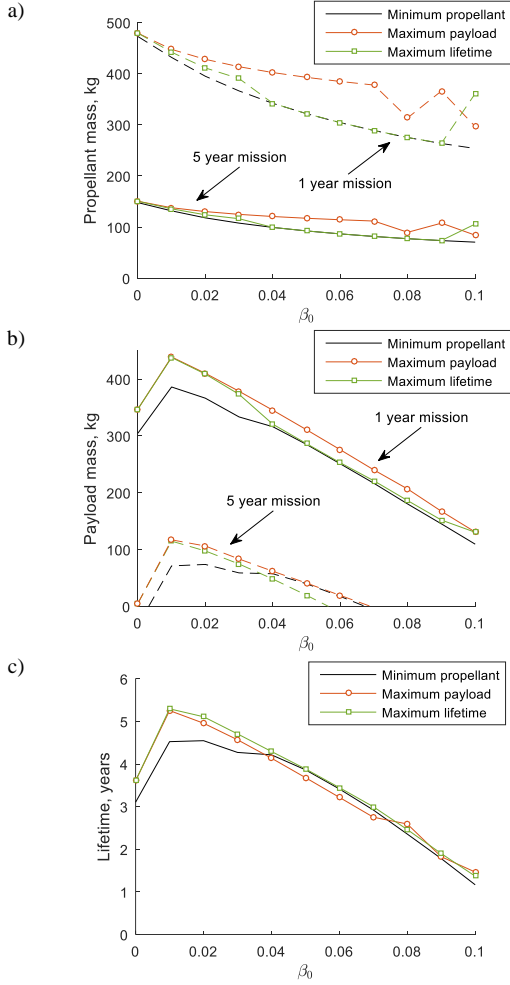 a)
Propellant mass, kg
500
400
300
200
100
0
Minimum propellant
Maximum payload
Maximum lifetime
5 year mission
1 year mission
0 0.02 0.04 0.06 0.08 0.1
β₀
b)
Payload mass, kg
400
300
200
100
0
Minimum propellant
Maximum payload
Maximum lifetime
1 year mission
5 year mission
0 0.02 0.04 0.06 0.08 0.1
β₀
c)
Lifetime, years
6
5
4
3
2
1
0
Minimum propellant
Maximum payload
Maximum lifetime
0 0.02 0.04 0.06 0.08 0.1
β₀